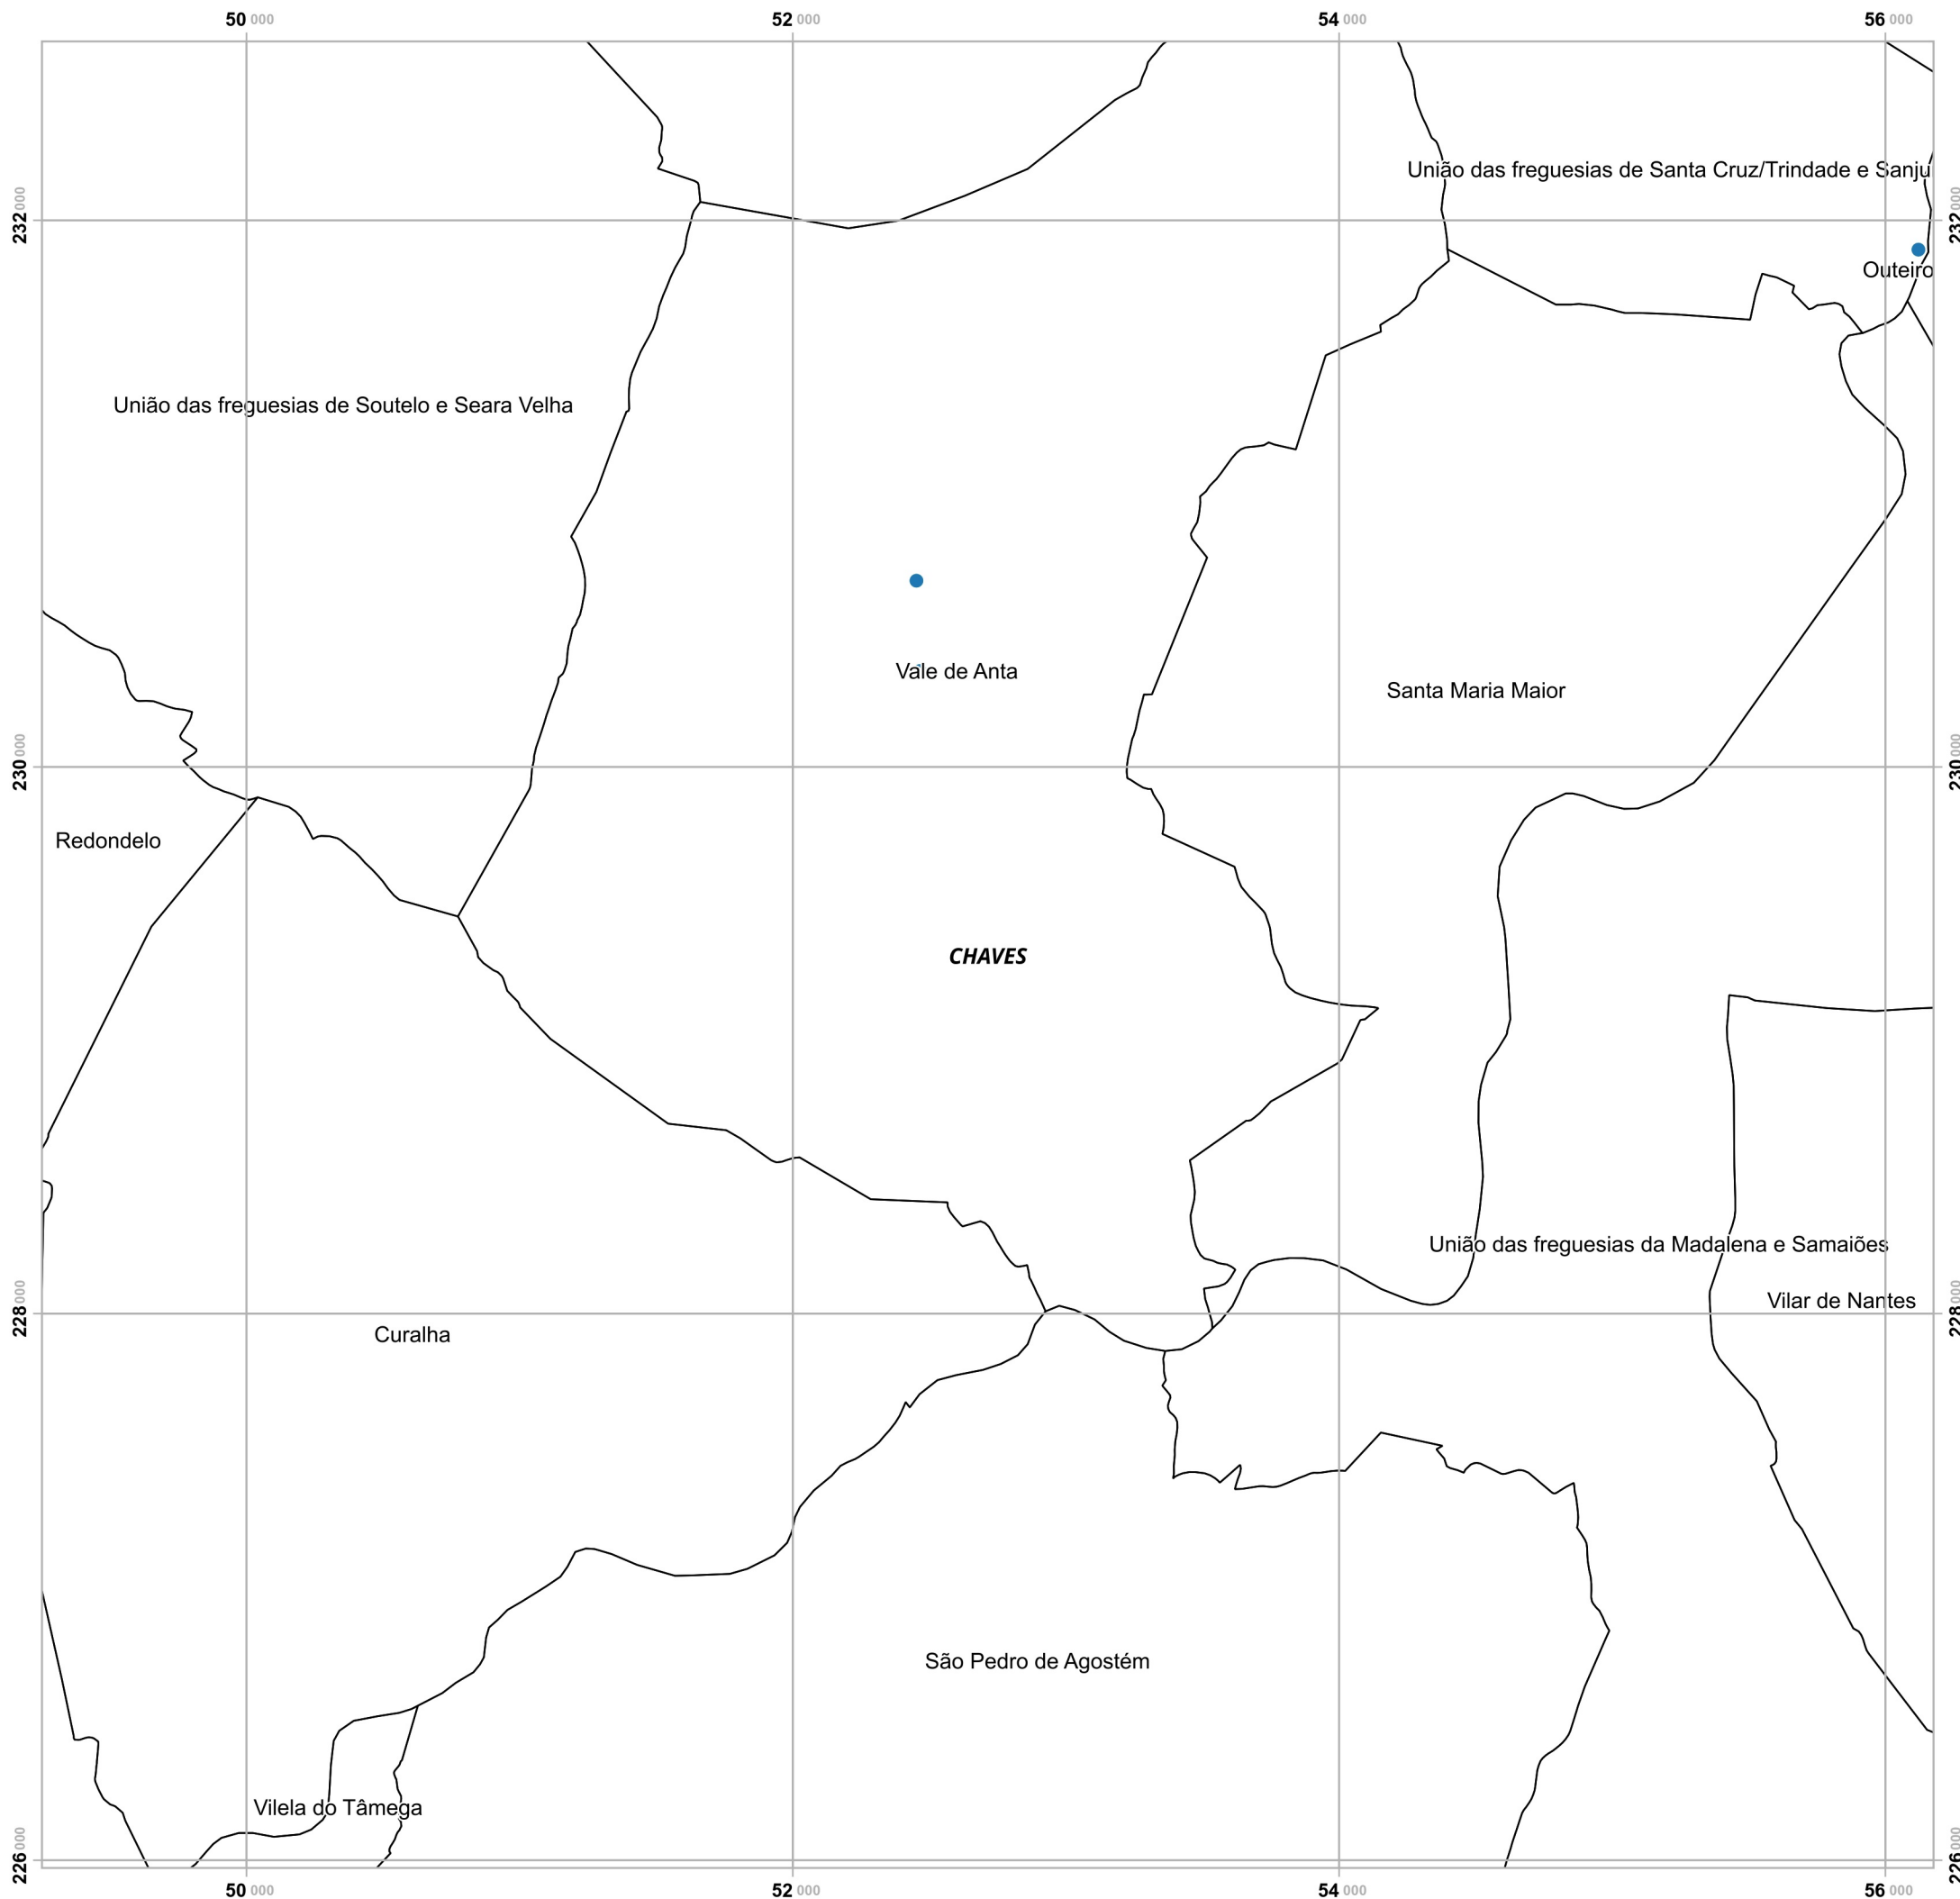 50 000 52 000 54 000 56 000
União das freguesias de Santa Cruz/Trindade e Sanju
232 000 232 000
Outeiro
União das freguesias de Soutelo e Seara Velha
Vale de Anta
Santa Maria Maior
230 000 230 000
Redondelo
CHAVES
União das freguesias da Madalena e Samaiões
Vilar de Nantes
228 000 228 000
Curalha
São Pedro de Agostém
Vilela do Tâmega
226 000 226 000
50 000 52 000 54 000 56 000